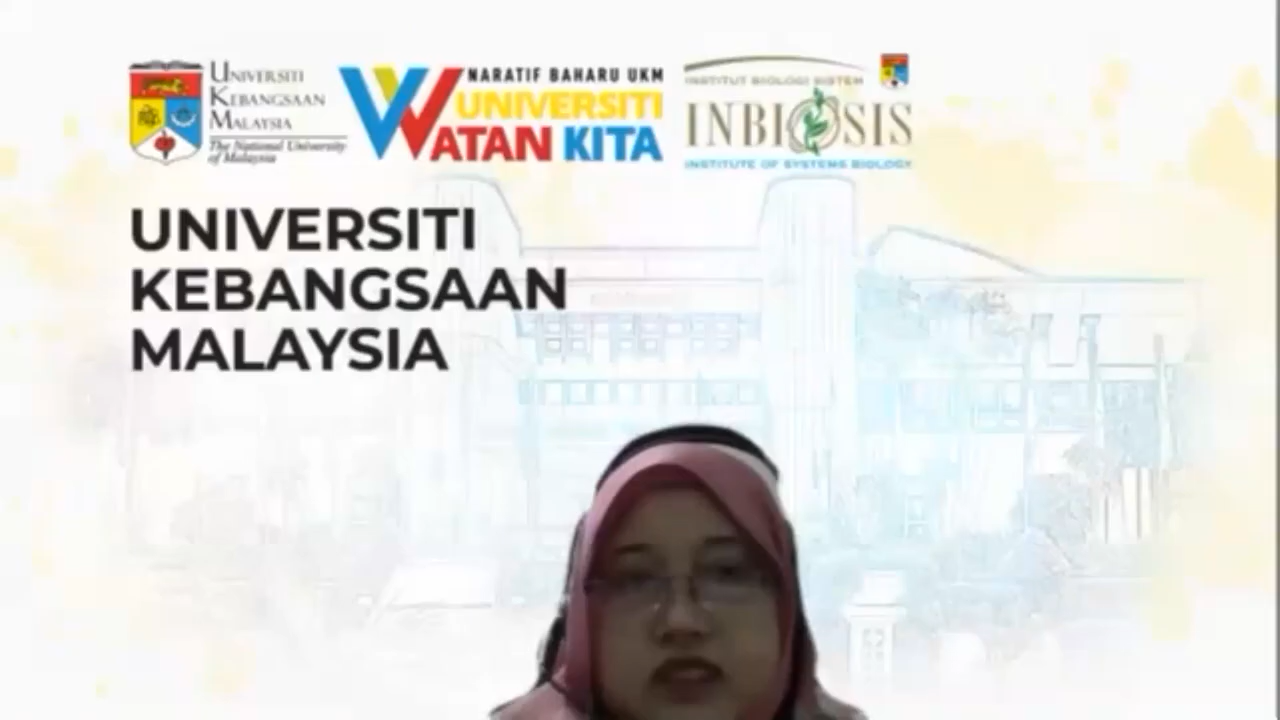 UNIVERSITI
KEBANGSAAN
MALAYSIA
The National University
of Malaysia
NARATIF BAHARU UKM
UNIVERSITI
WATAN KITA
INSTITUT BIOLOGI SISTEM
INBIOSIS
INSTITUTE OF SYSTEMS BIOLOGY
UNIVERSITI
KEBANGSAAN
MALAYSIA